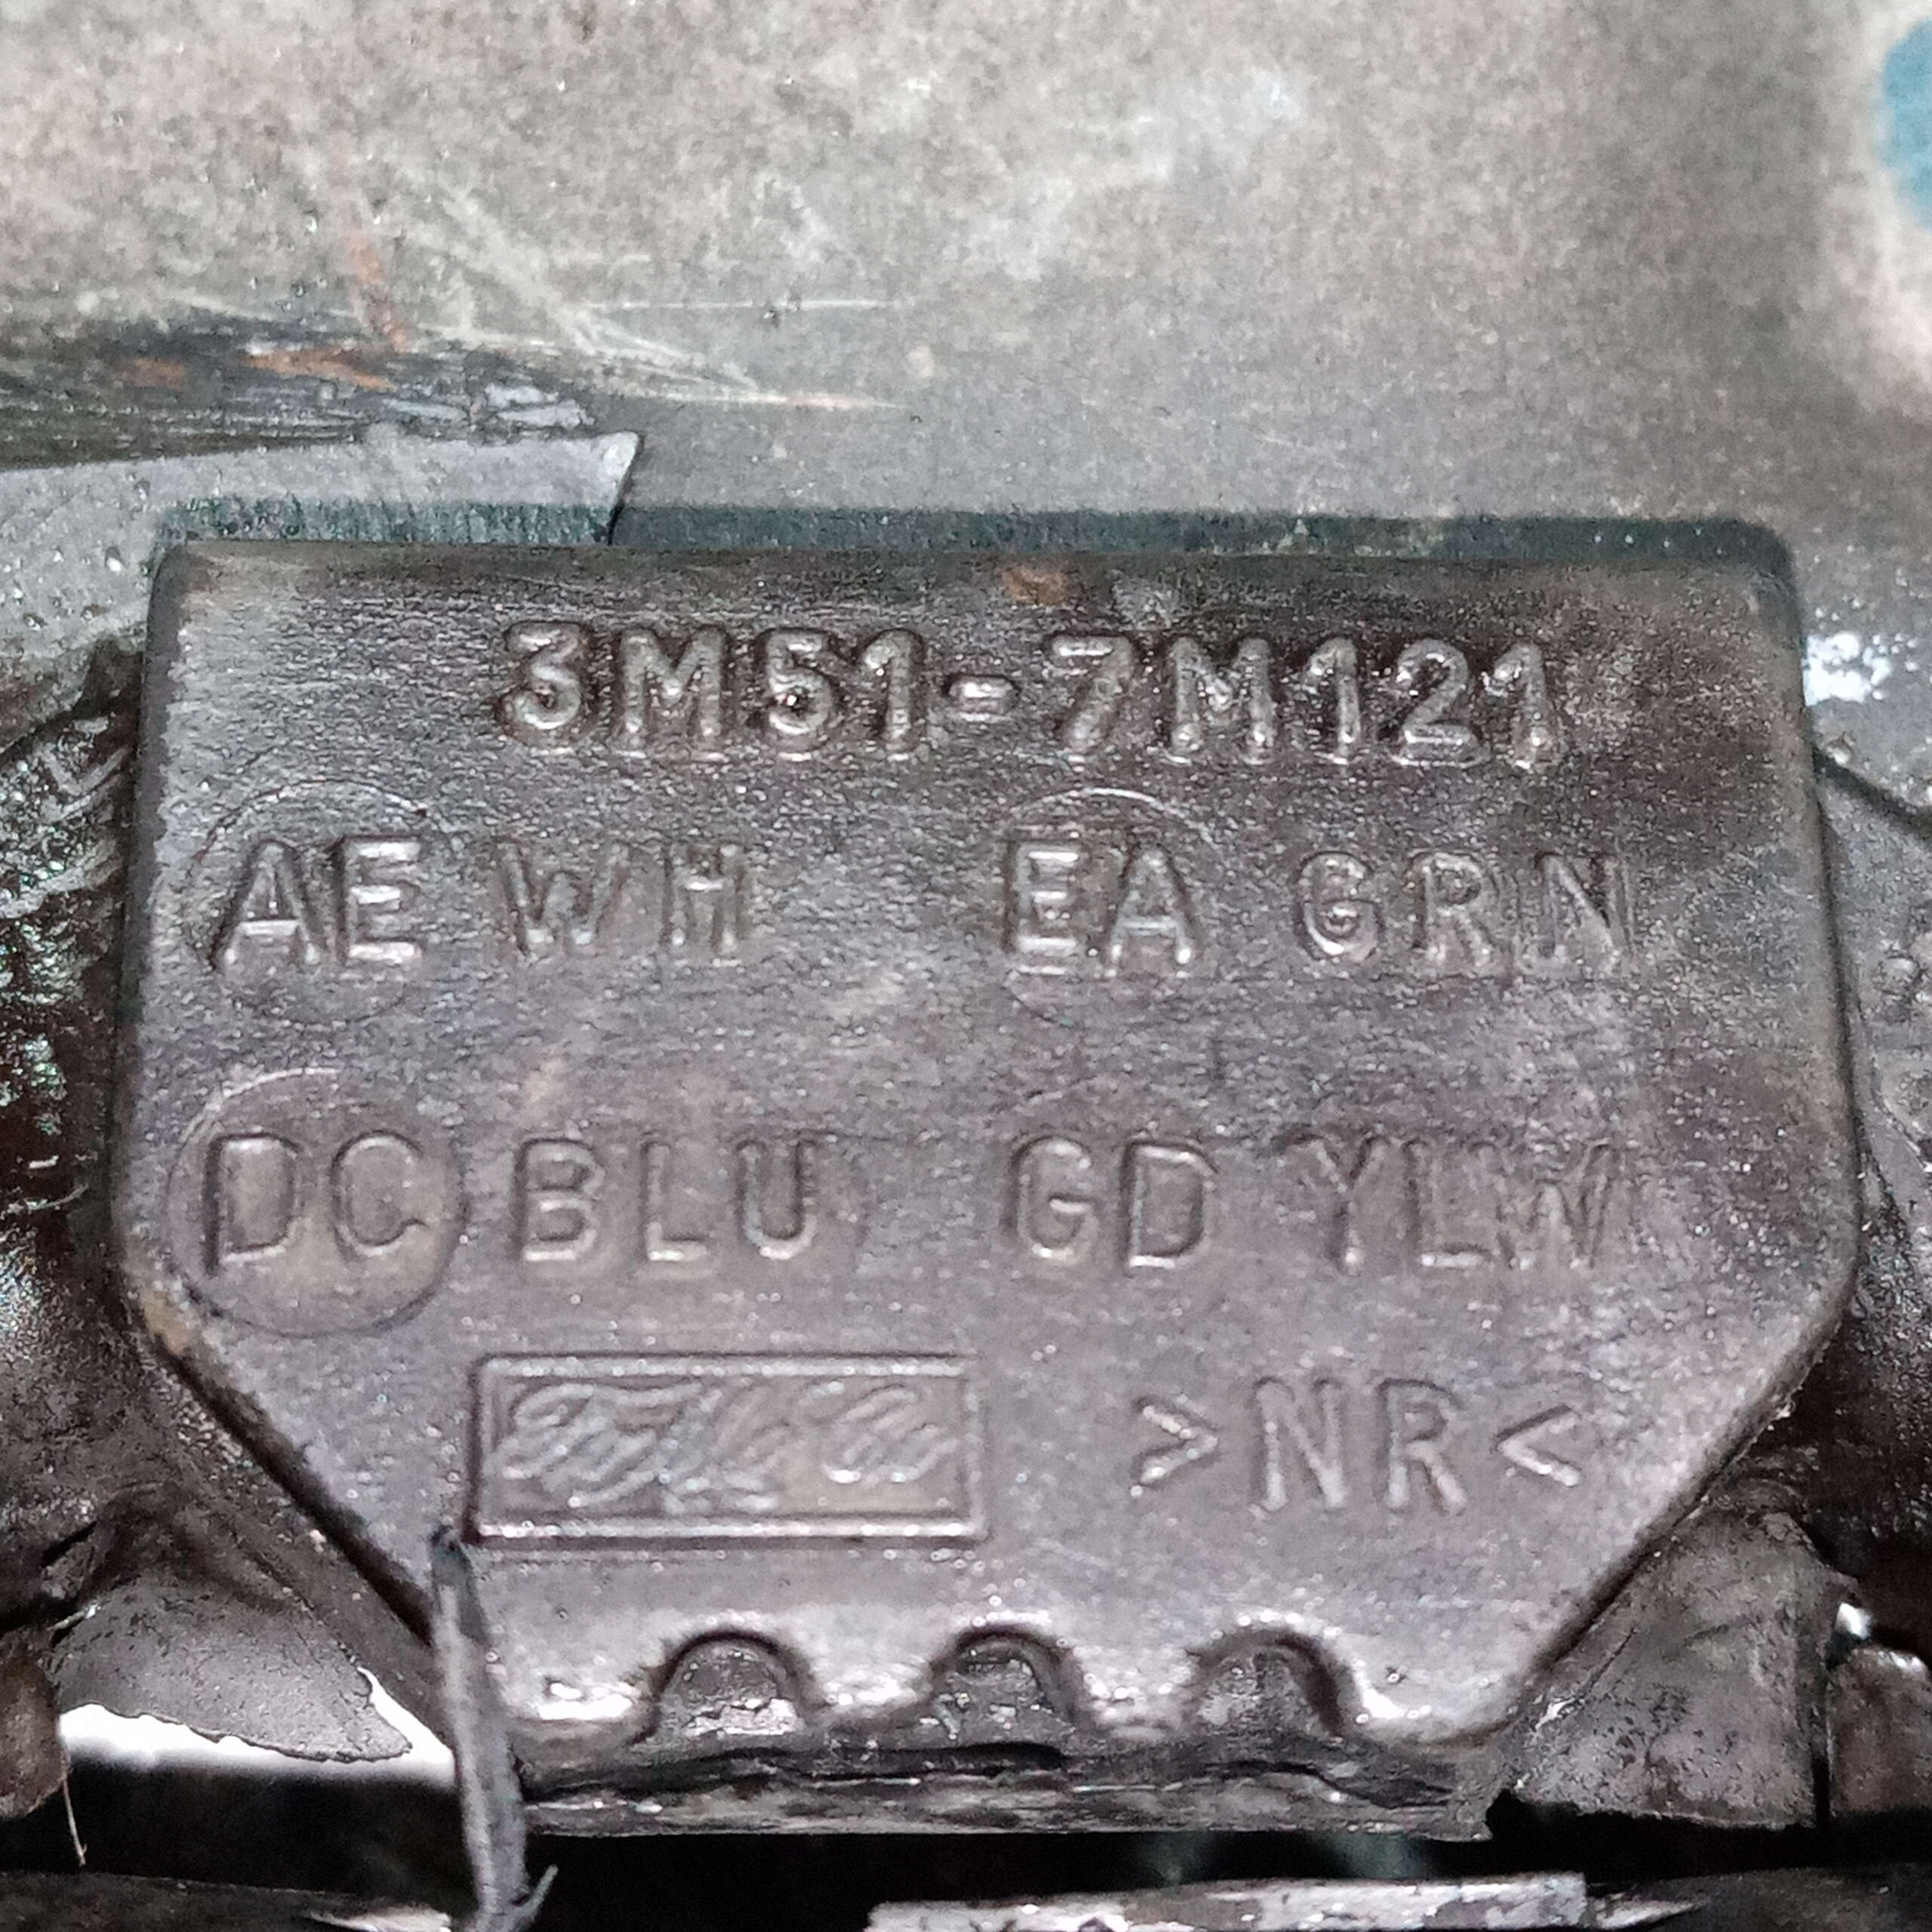 3M51-7M121
AE WH EA GRN
DC BLU GD YLW
>NR<